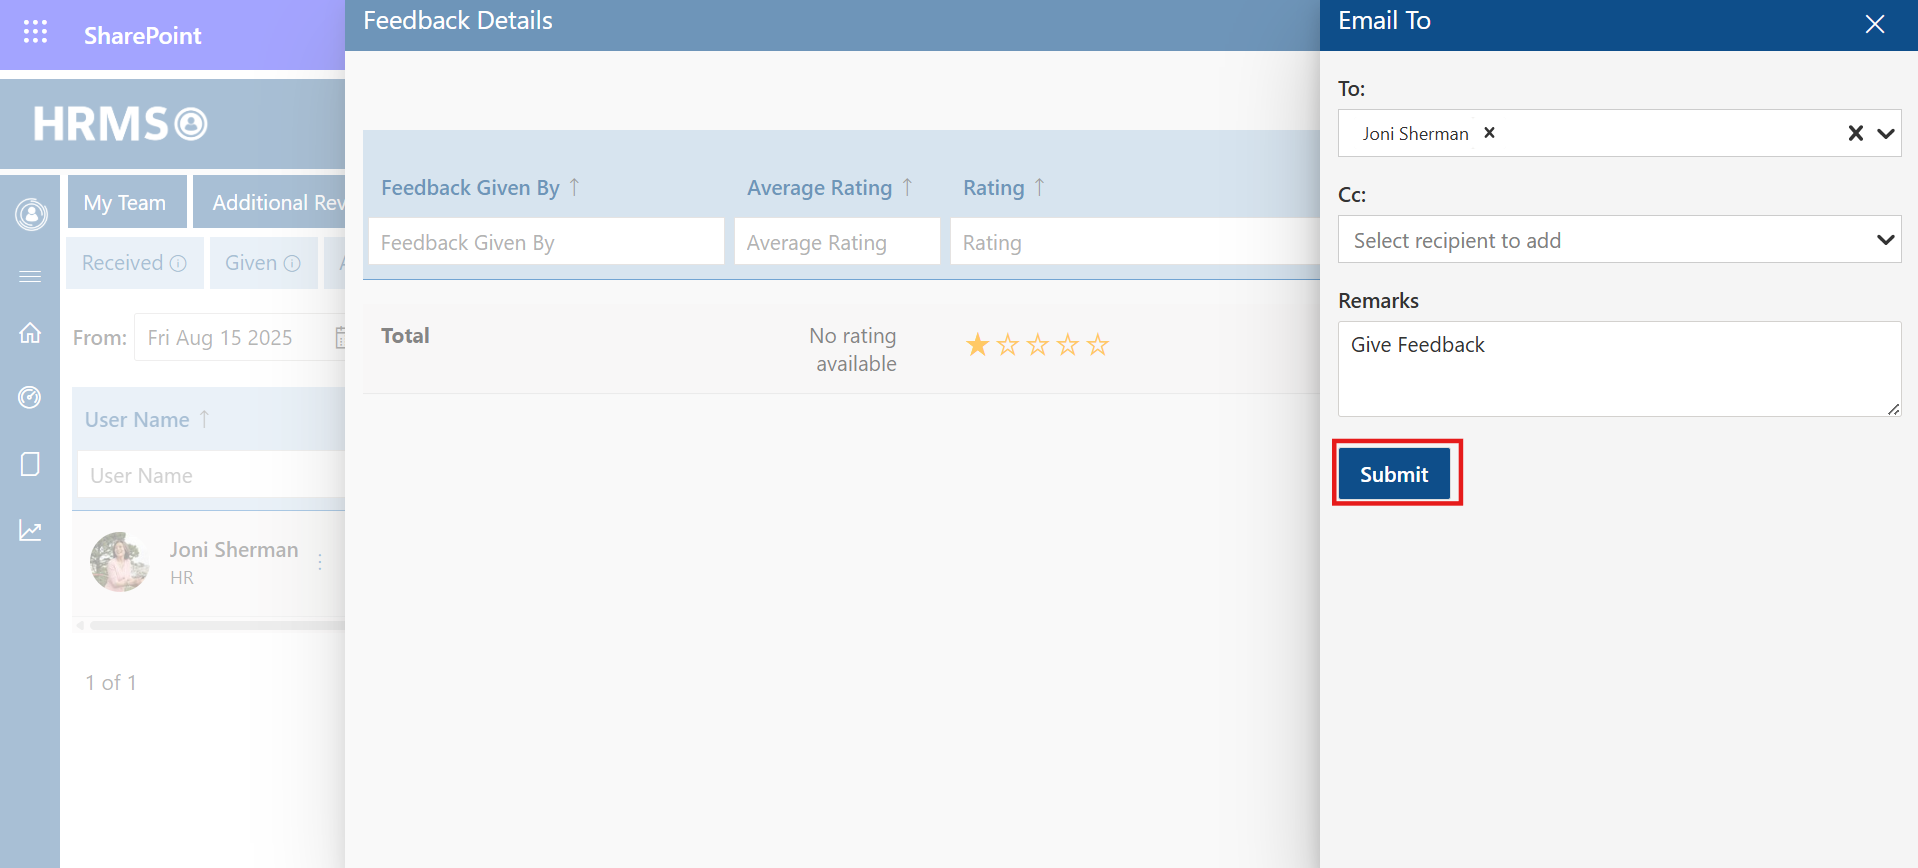 SharePoint
HRMS
My Team
Additional Rev
Received
Given
From:
Fri Aug 15 2025
User Name ↑
User Name
Joni Sherman
HR
1 of 1
Feedback Details
Feedback Given By ↑
Average Rating ↑
Rating ↑
Feedback Given By
Average Rating
Rating
Total
No rating
available
Email To
To:
Joni Sherman
Cc:
Select recipient to add
Remarks
Give Feedback
Submit